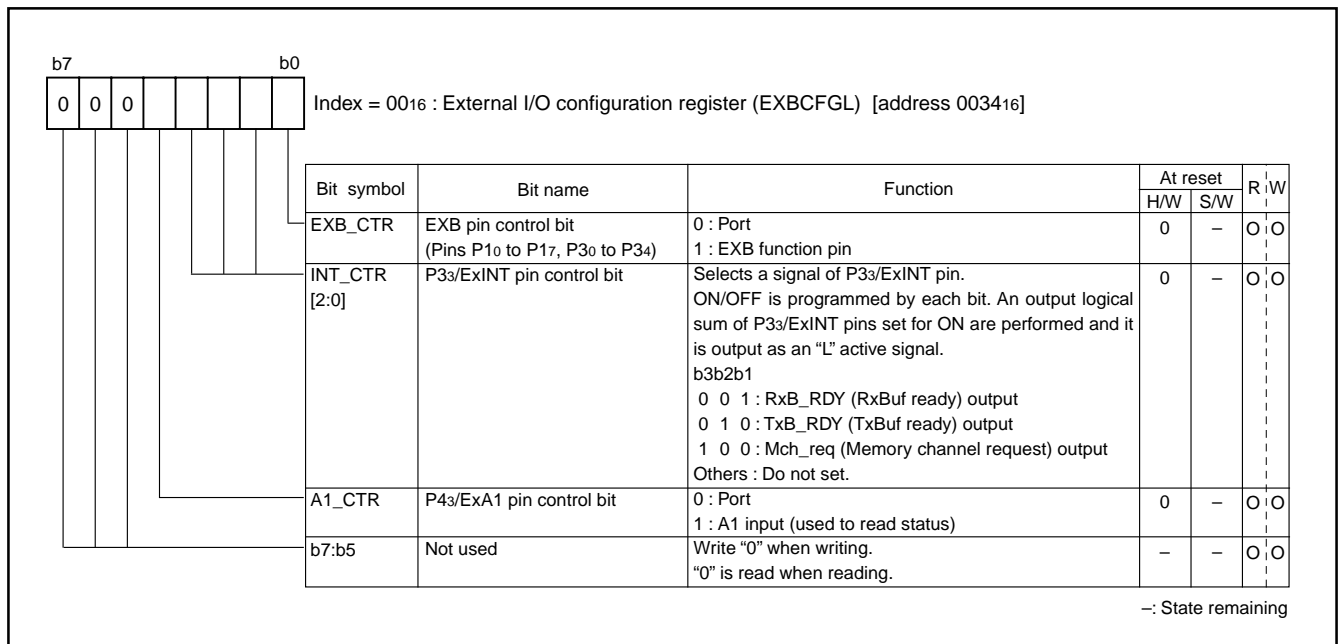 b7 b0
0 0 0 Index = 0016 : External I/O configuration register (EXBCFGL) [address 003416]
Bit symbol Bit name Function At reset R W
H/W S/W
EXB_CTR EXB pin control bit 0 : Port 0 – O O
(Pins P10 to P17, P30 to P34) 1 : EXB function pin
INT_CTR P33/ExINT pin control bit Selects a signal of P33/ExINT pin. 0 – O O
[2:0] ON/OFF is programmed by each bit. An output logical
sum of P33/ExINT pins set for ON are performed and it
is output as an “L” active signal.
b3b2b1
0 0 1 : RxB_RDY (RxBuf ready) output
0 1 0 : TxB_RDY (TxBuf ready) output
1 0 0 : Mch_req (Memory channel request) output
Others : Do not set.
A1_CTR P43/ExA1 pin control bit 0 : Port 0 – O O
1 : A1 input (used to read status)
b7:b5 Not used Write “0” when writing. – – O O
“0” is read when reading.
–: State remaining